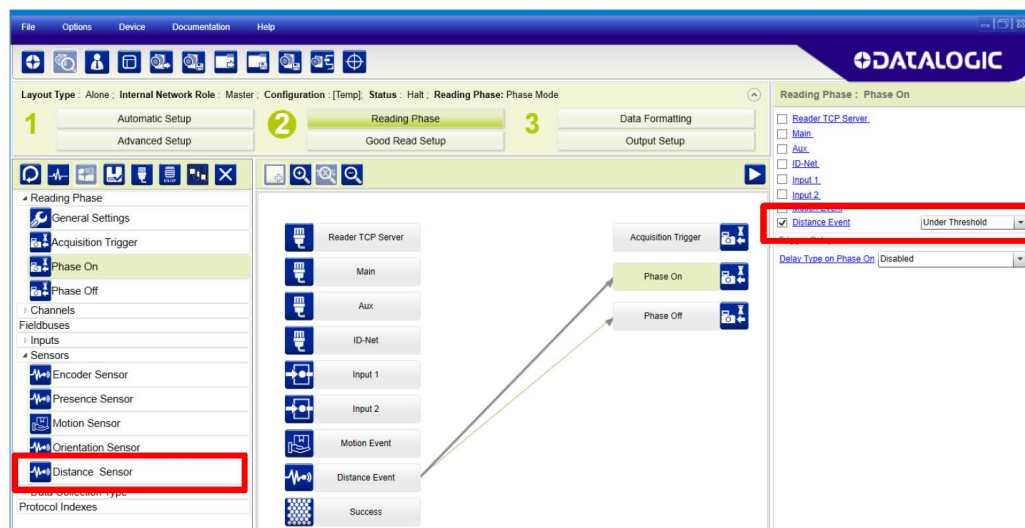 File Options Device Documentation Help
DATALOGIC
Layout Type : Alone ; Internal Network Role : Master ; Configuration : [Temp]; Status : Halt ; Reading Phase: Phase Mode
1 Automatic Setup
Advanced Setup
2 Reading Phase
Good Read Setup
3 Data Formatting
Output Setup
Reading Phase
General Settings
Acquisition Trigger
Phase On
Phase Off
Channels
Fieldbuses
Inputs
Sensors
Encoder Sensor
Presence Sensor
Motion Sensor
Orientation Sensor
Distance Sensor
Data Collection Type
Protocol Indexes
Reader TCP Server
Main
Aux
ID-Net
Input 1
Input 2
Motion Event
Distance Event
Success
Acquisition Trigger
Phase On
Phase Off
Reading Phase : Phase On
Reader TCP Server
Main
Aux
ID-Net
Input 1
Input 2
Motion Event
Distance Event Under Threshold
Delay Type on Phase On Disabled